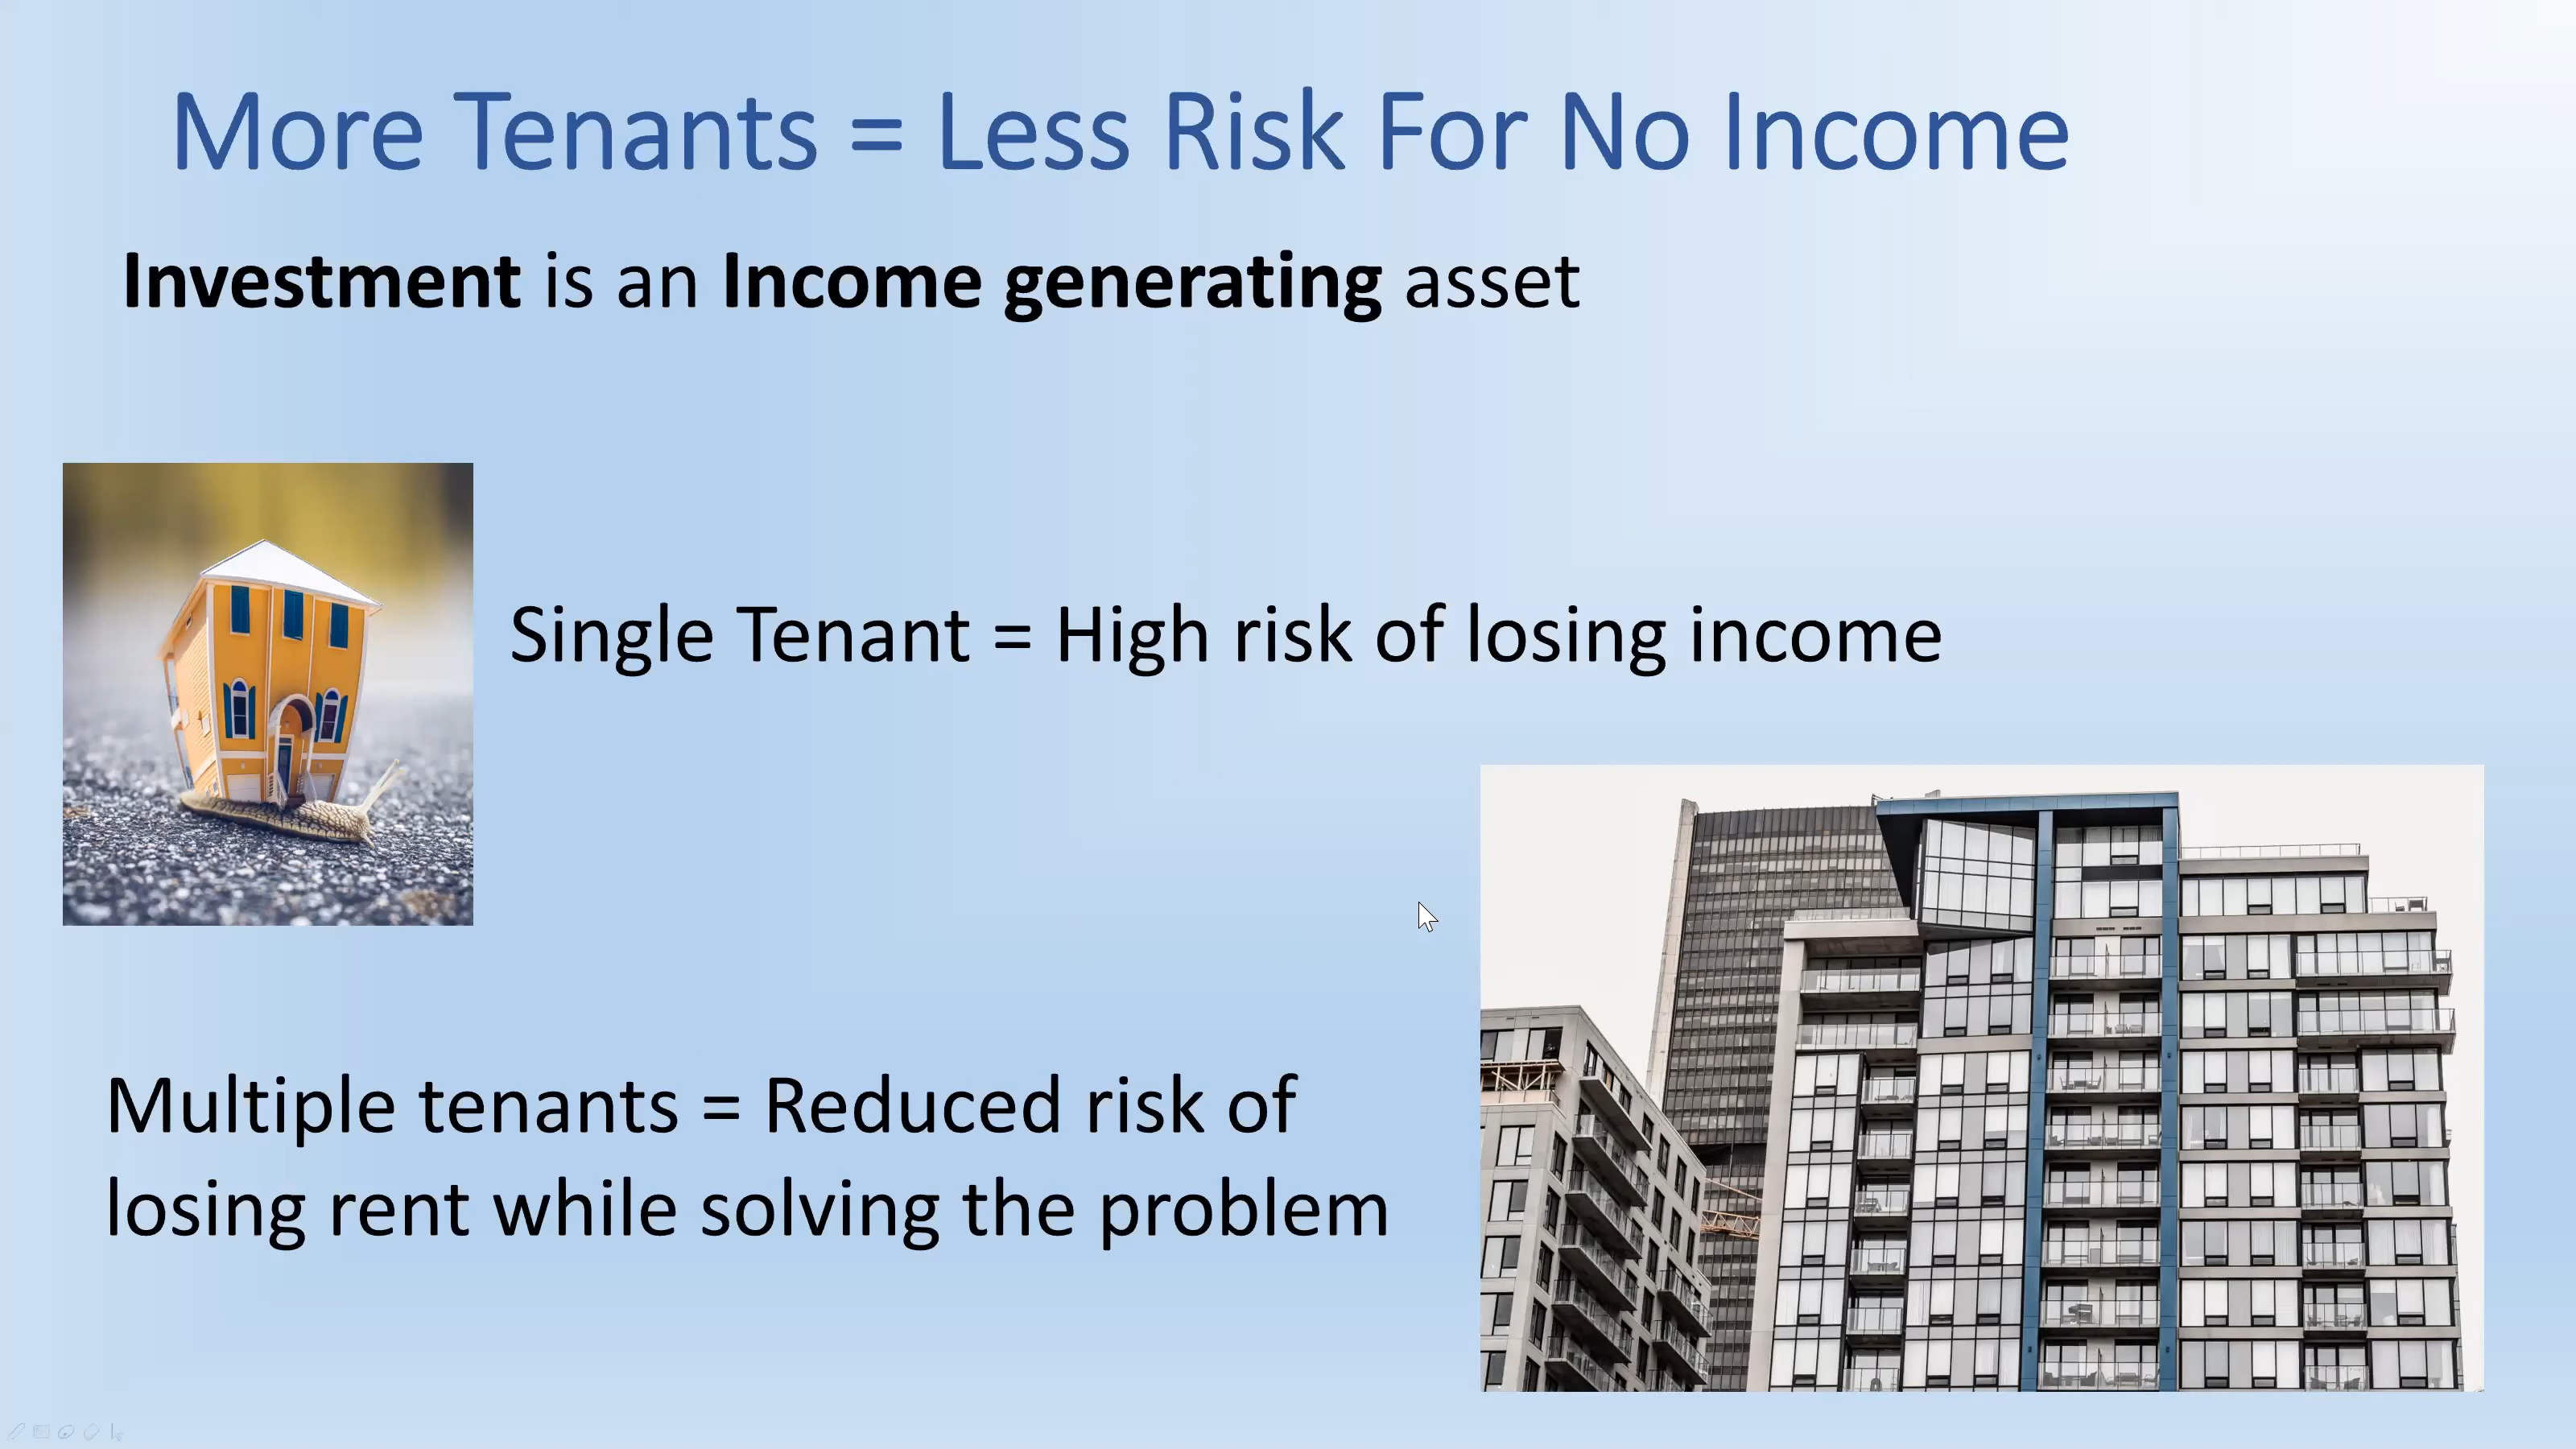 More Tenants = Less Risk For No Income
Investment is an Income generating asset
Single Tenant = High risk of losing income
Multiple tenants = Reduced risk of
losing rent while solving the problem